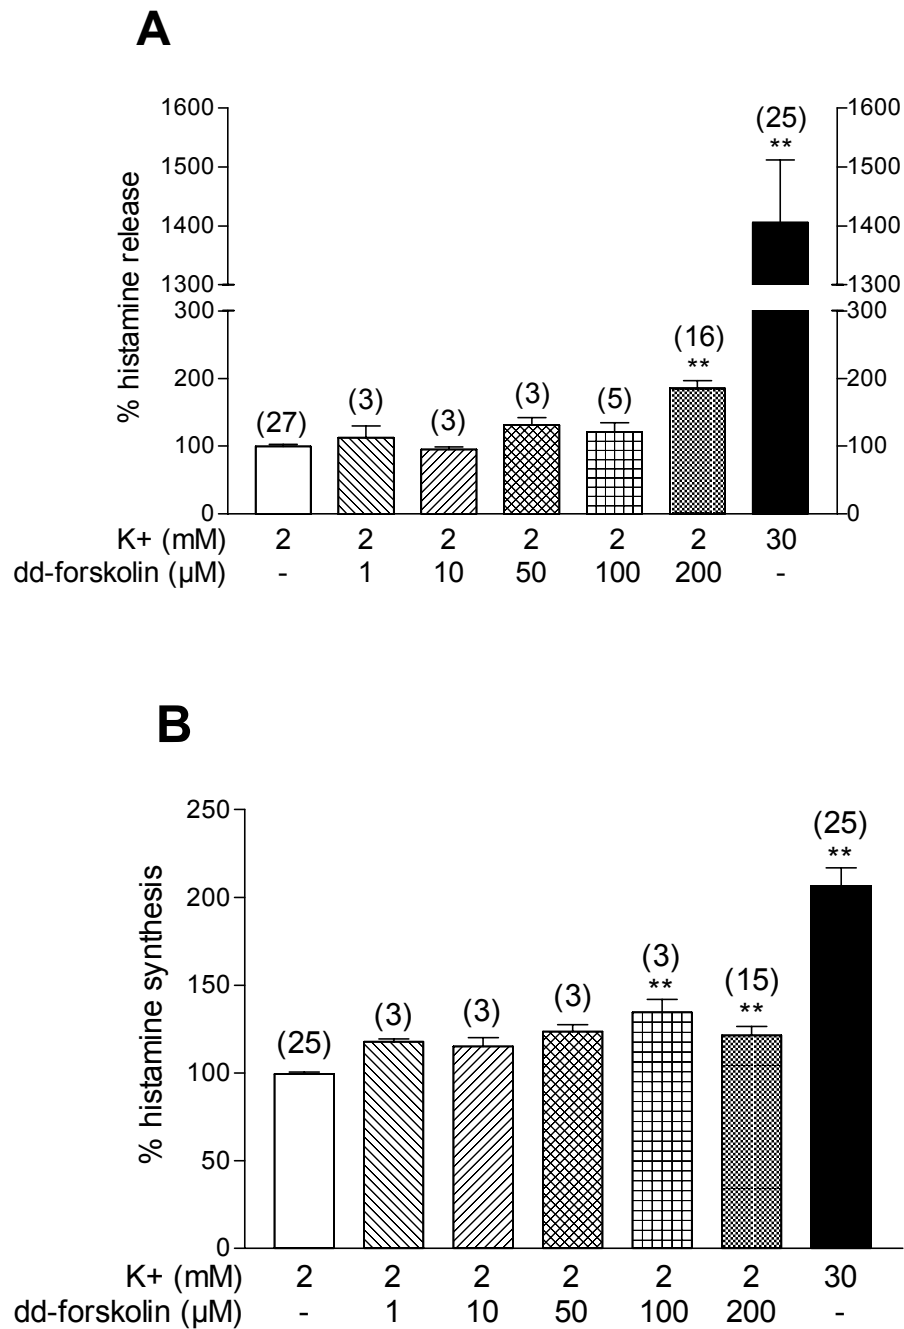 A
% histamine release
1600 1600
(25)
1500 ** 1500
1400 1400
1300 1300
300 300
(16)
200 ** 200
(27) (3) (3) (3) (5)
100 100
0 0
K+ (mM) 2 2 2 2 2 2 30
dd-forskolin (µM) - 1 10 50 100 200 -
B
% histamine synthesis
250
(25)
**
200
(3) (15)
150 ** **
(25) (3) (3) (3)
100
50
0
K+ (mM) 2 2 2 2 2 2 30
dd-forskolin (µM) - 1 10 50 100 200 -